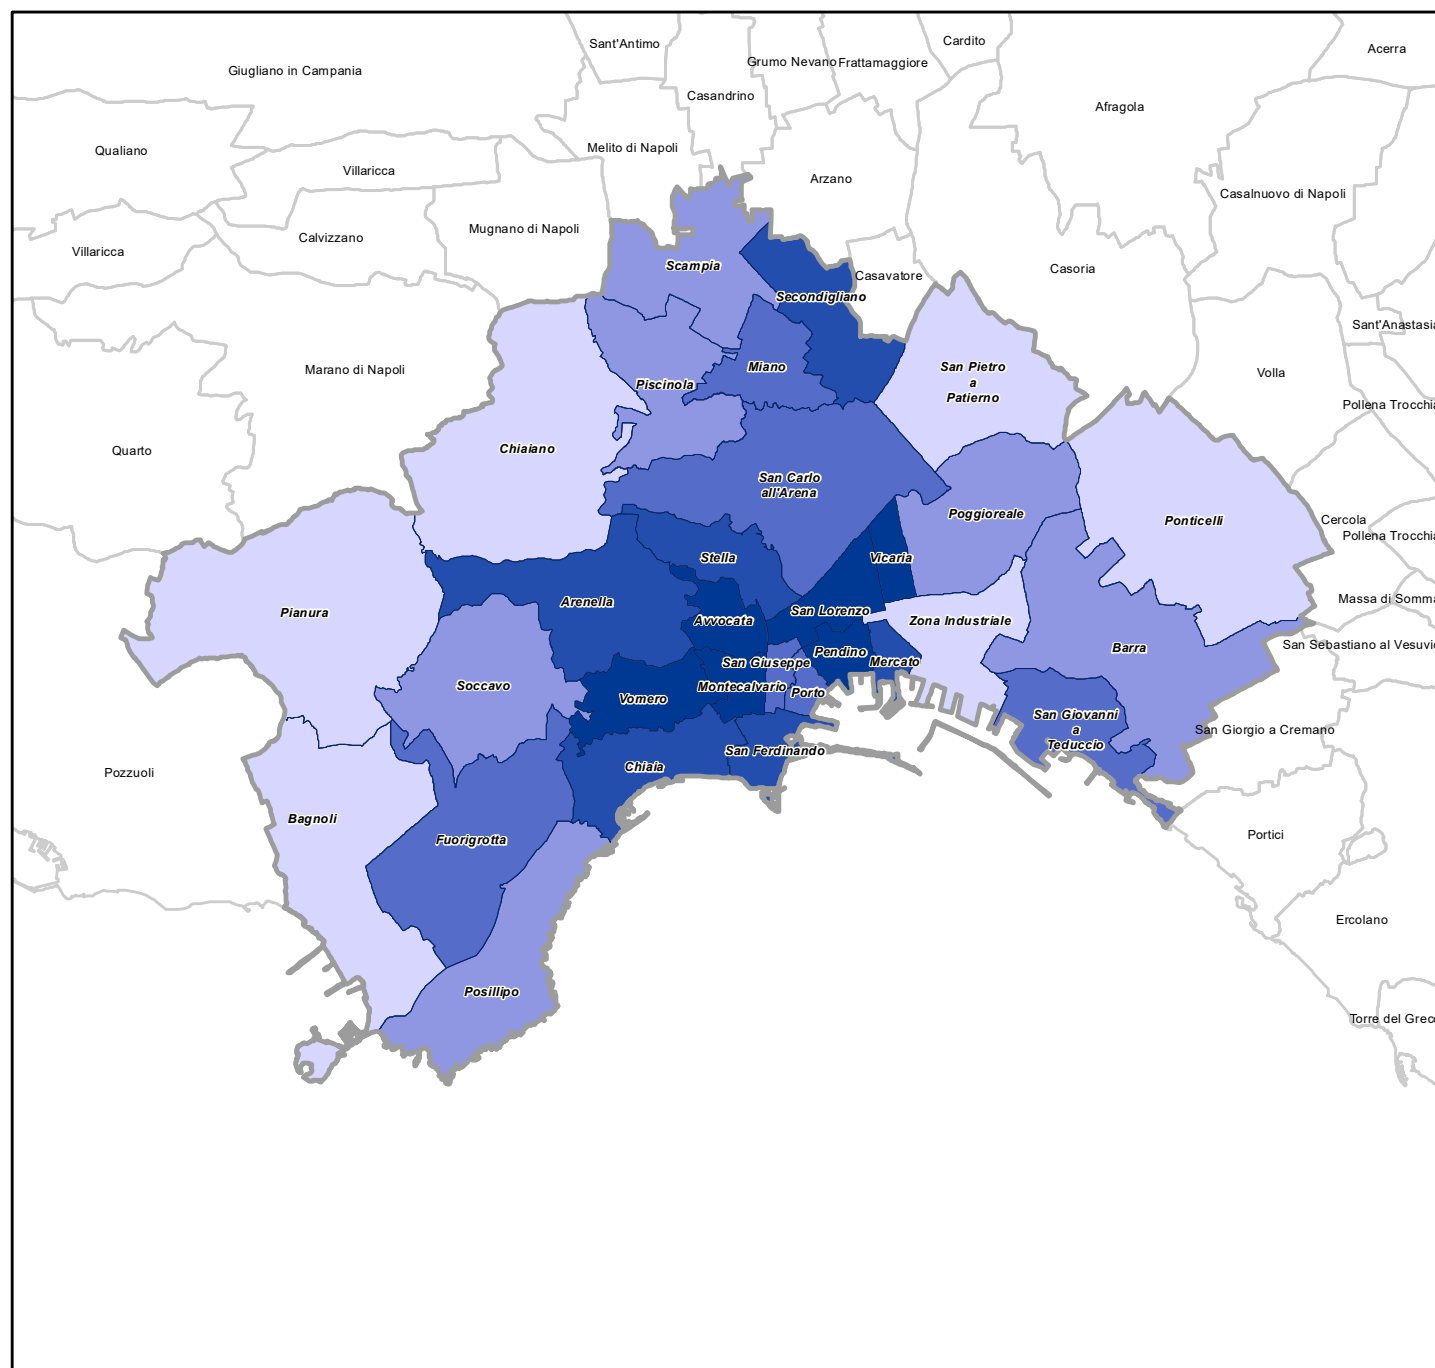 Sant'Antimo
Cardito
Acerra
Grumo Nevano
Frattamaggiore
Giugliano in Campania
Casandrino
Afragola
Qualiano
Melito di Napoli
Villaricca
Arzano
Casalnuovo di Napoli
Mugnano di Napoli
Calvizzano
Villaricca
Scampia
Casoria
Casavatore
Secondigliano
Sant'Anastasia
Marano di Napoli
Miano
San Pietro
a
Patierno
Volla
Piscinola
Pollena Trocchia
Quarto
Chiaiano
San Carlo
all'Arena
Poggioreale
Ponticelli
Cercola
Pollena Trocchia
Stella
Vicaria
Pianura
Arenella
San Lorenzo
Massa di Somma
Avvocata
Zona Industriale
Barra
San Sebastiano al Vesuvio
Pendino
San Giuseppe
Mercato
Soccavo
Montecalvario
Porto
Vomero
San Giovanni
a
Teduccio
San Giorgio a Cremano
San Ferdinando
Pozzuoli
Chiaia
Bagnoli
Fuorigrotta
Portici
Ercolano
Posillipo
Torre del Greco